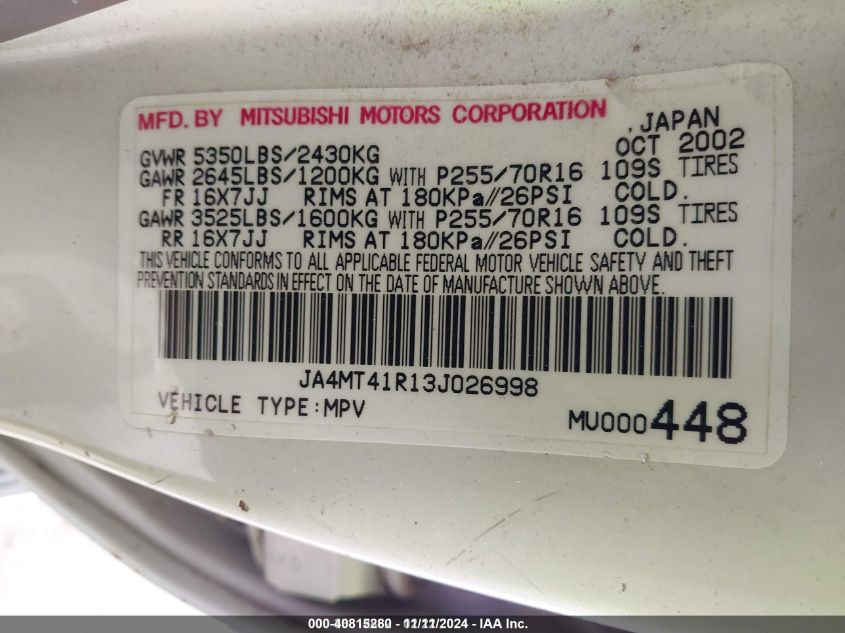 MFD. BY MITSUBISHI MOTORS CORPORATION JAPAN
GVWR 5350LBS/2430KG OCT 2002
GAWR 2645LBS/1200KG WITH P255/70R16 109S TIRES
FR 16X7JJ RIMS AT 180KPa//26PSI COLD.
GAWR 3525LBS/1600KG WITH P255/70R16 109S TIRES
RR 16X7JJ RIMS AT 180KPa//26PSI COLD.
THIS VEHICLE CONFORMS TO ALL APPLICABLE FEDERAL MOTOR VEHICLE SAFETY AND THEFT
PREVENTION STANDARDS IN EFFECT ON THE DATE OF MANUFACTURE SHOWN ABOVE.
JA4MT41R13J026998
VEHICLE TYPE:MPV MU000448
- IAA Inc.